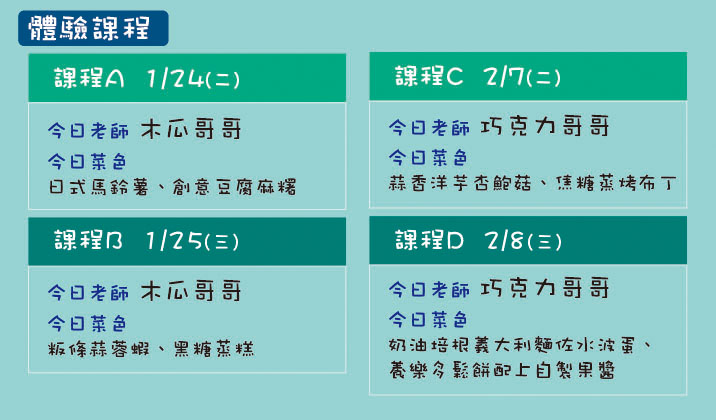 體驗課程
課程A 1/24(二)
今日老師 木瓜哥哥
今日菜色
日式馬鈴薯、創意豆腐麻糬
課程B 1/25(三)
今日老師 木瓜哥哥
今日菜色
粄條蒜蓉蝦、黑糖蒸糕
課程C 2/7(二)
今日老師 巧克力哥哥
今日菜色
蒜香洋芋杏鮑菇、焦糖蒸烤布丁
課程D 2/8(三)
今日老師 巧克力哥哥
今日菜色
奶油培根義大利麵佐水波蛋、
養樂多鬆餅配上自製果醬